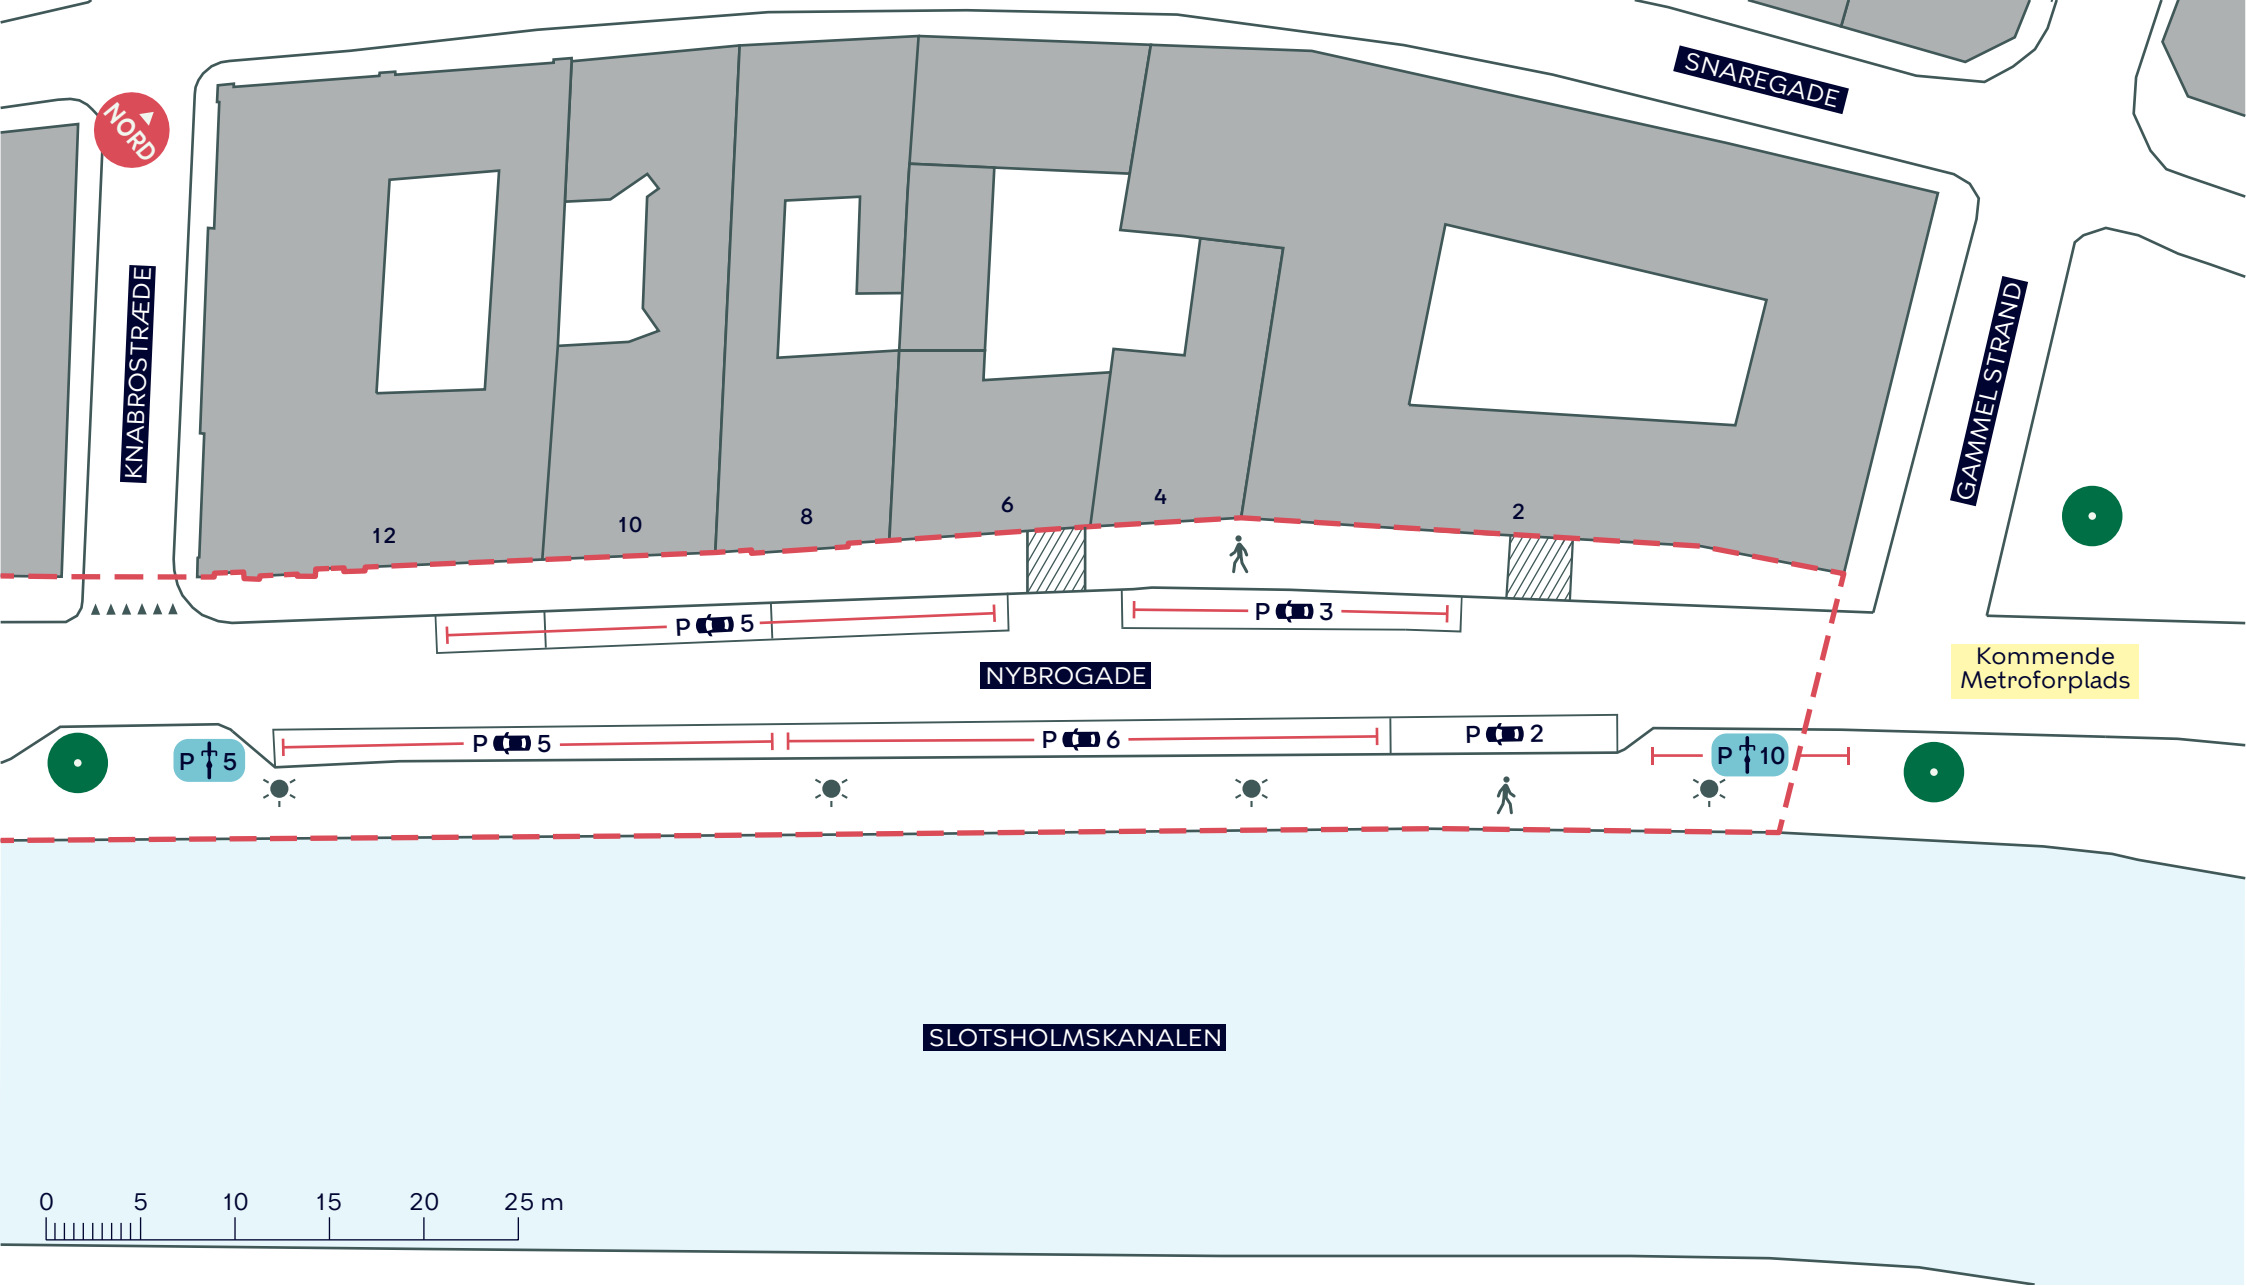 SNAREGADE
NORD
KNABROSTRÆDE
GAMMEL STRAND
12
10
8
6
4
2
P 5
P 3
NYBROGADE
Kommende
Metroforplads
P 5
P 5
P 6
P 2
P 10
SLOTSHOLMSKANALEN
0 5 10 15 20 25 m